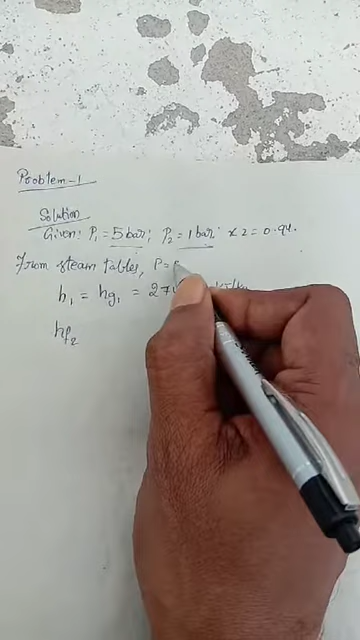 Problem-1
Solution
Given: P₁ = 5 bar; P₂ = 1 bar; x2 = 0.94.
From steam tables, P =
h₁ = hg₁ =
hf₂